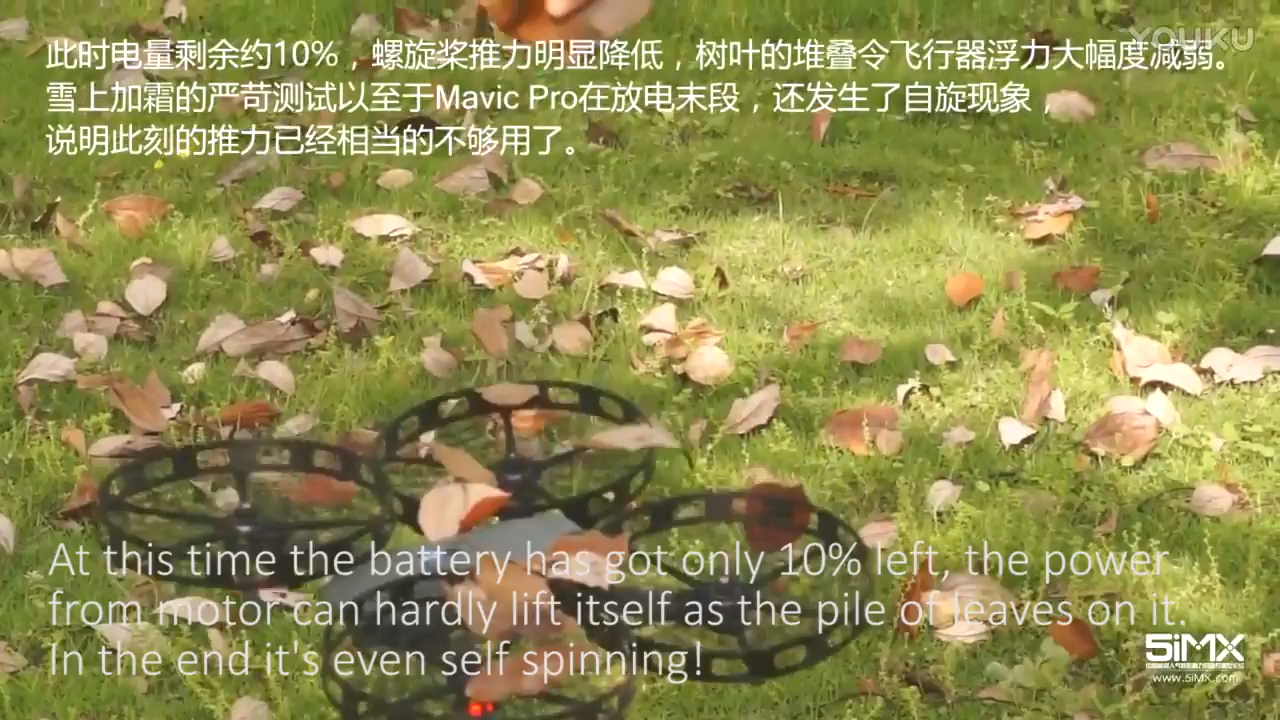 YOUKU
此时电量剩余约10%，螺旋桨推力明显降低，树叶的堆叠令飞行器浮力大幅度减弱。
雪上加霜的严苛测试以至于Mavic Pro在放电末段，还发生了自旋现象，
说明此刻的推力已经相当的不够用了。
At this time the battery has got only 10% left, the power
from motor can hardly lift itself as the pile of leaves on it.
In the end it's even self spinning!
5iMX
www.5iMX.com